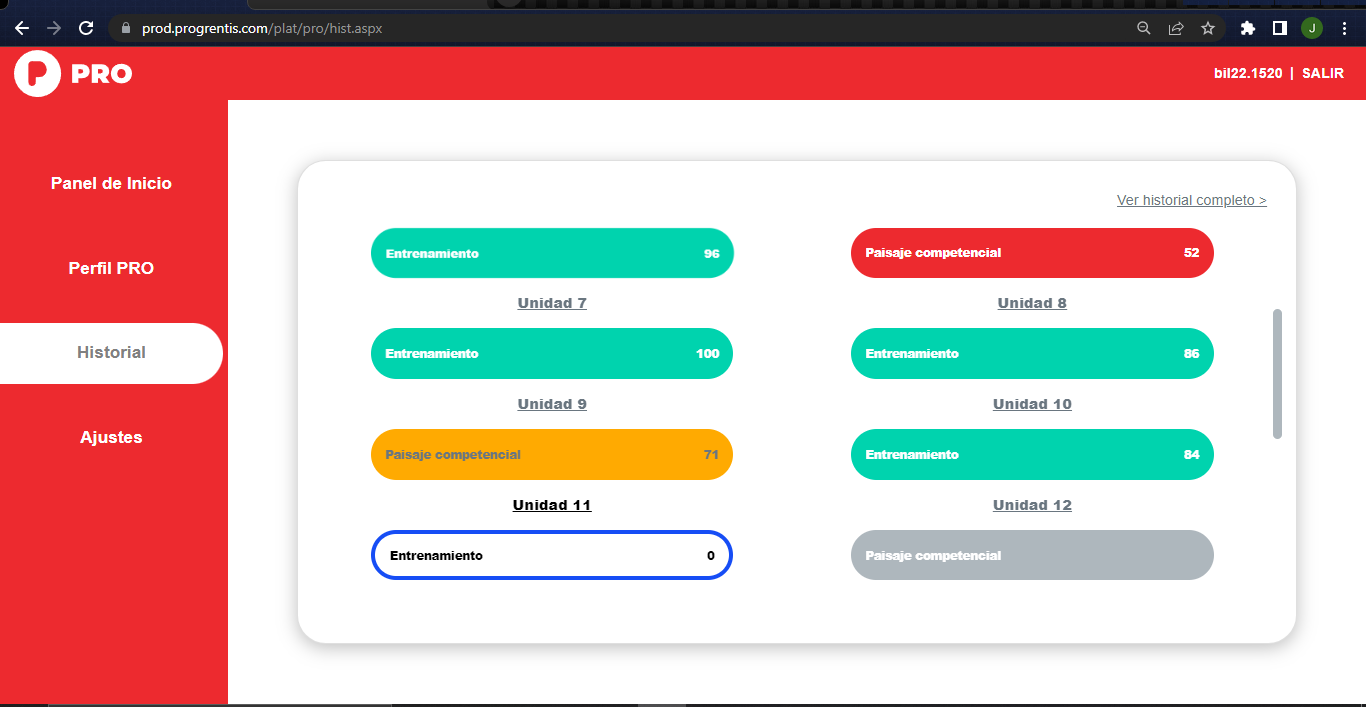 prod.progrentis.com/plat/pro/hist.aspx
J
P PRO
bil22.1520 | SALIR
Panel de Inicio
Perfil PRO
Historial
Ajustes
Ver historial completo >
Entrenamiento 96
Paisaje competencial 52
Unidad 7
Unidad 8
Entrenamiento 100
Entrenamiento 86
Unidad 9
Unidad 10
Paisaje competencial 71
Entrenamiento 84
Unidad 11
Unidad 12
Entrenamiento 0
Paisaje competencial